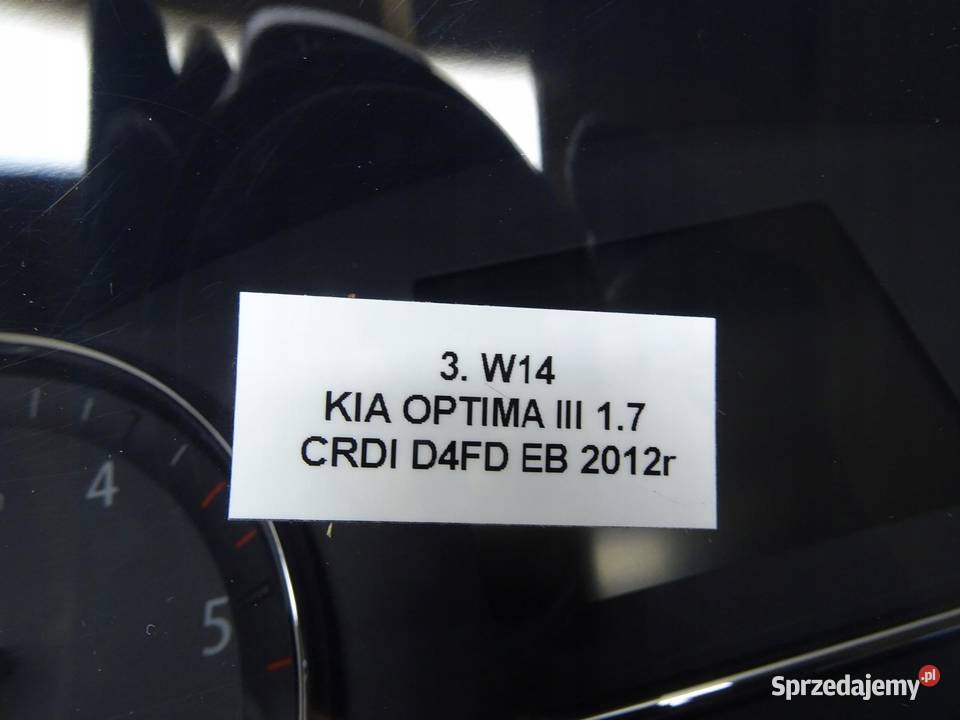 3. W14
KIA OPTIMA III 1.7
CRDI D4FD EB 2012r
4
5
Sprzedajemy.pl